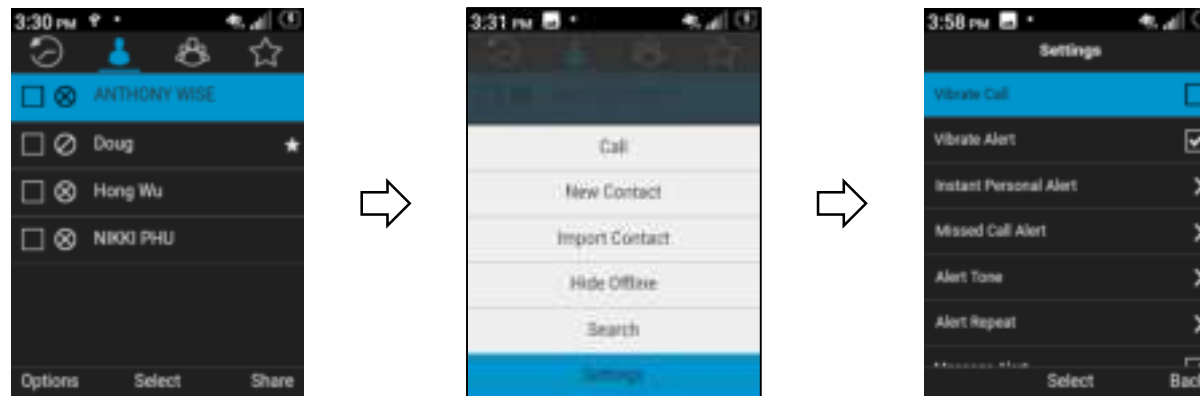 3:30 PM
ANTHONY WISE
Doug
Hong Wu
NIKKI PHU
Options Select Share
3:31 PM
Call
New Contact
Import Contact
Hide Offline
Search
Settings
3:58 PM
Settings
Vibrate Call
Vibrate Alert
Instant Personal Alert
Missed Call Alert
Alert Tone
Alert Repeat
Select Back